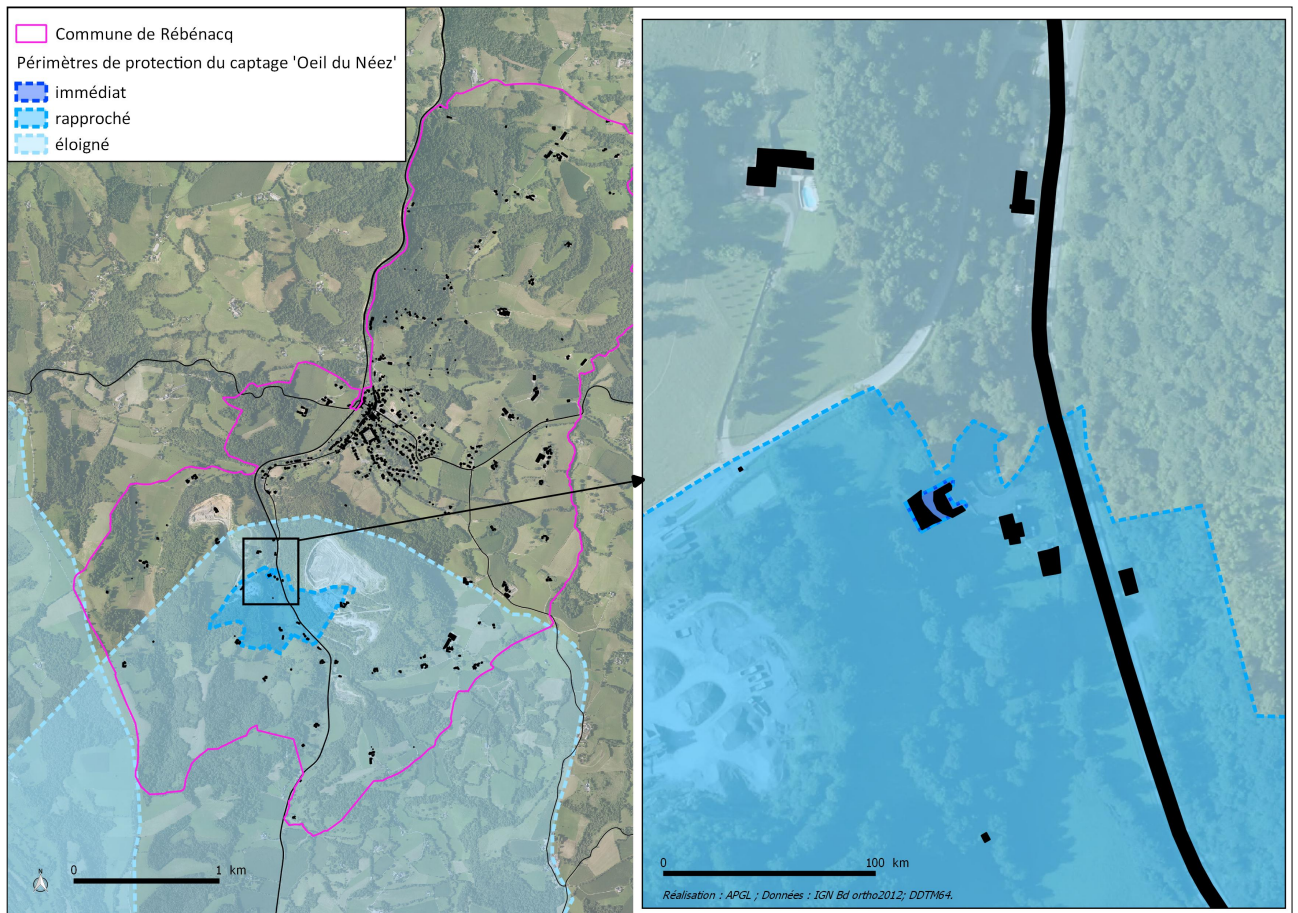 Commune de Rébénacq
Périmètres de protection du captage 'Oeil du Néez'
immédiat
rapproché
éloigné
N
0 1 km
0 100 km
Réalisation : APGL ; Données : IGN Bd ortho2012; DDTM64.